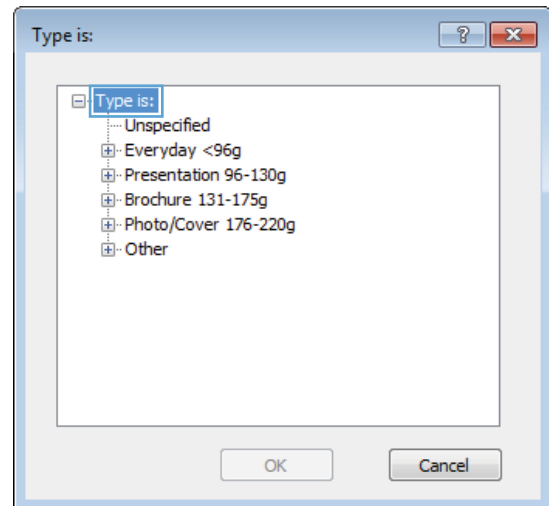 Type is:
Type is:
Unspecified
Everyday <96g
Presentation 96-130g
Brochure 131-175g
Photo/Cover 176-220g
Other
OK
Cancel